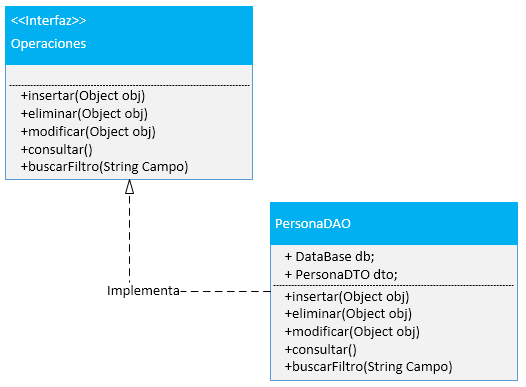 <<Interfaz>>
Operaciones
+insertar(Object obj)
+eliminar(Object obj)
+modificar(Object obj)
+consultar()
+buscarFiltro(String Campo)
Implementa
PersonaDAO
+ DataBase db;
+ PersonaDTO dto;
+insertar(Object obj)
+eliminar(Object obj)
+modificar(Object obj)
+consultar()
+buscarFiltro(String Campo)